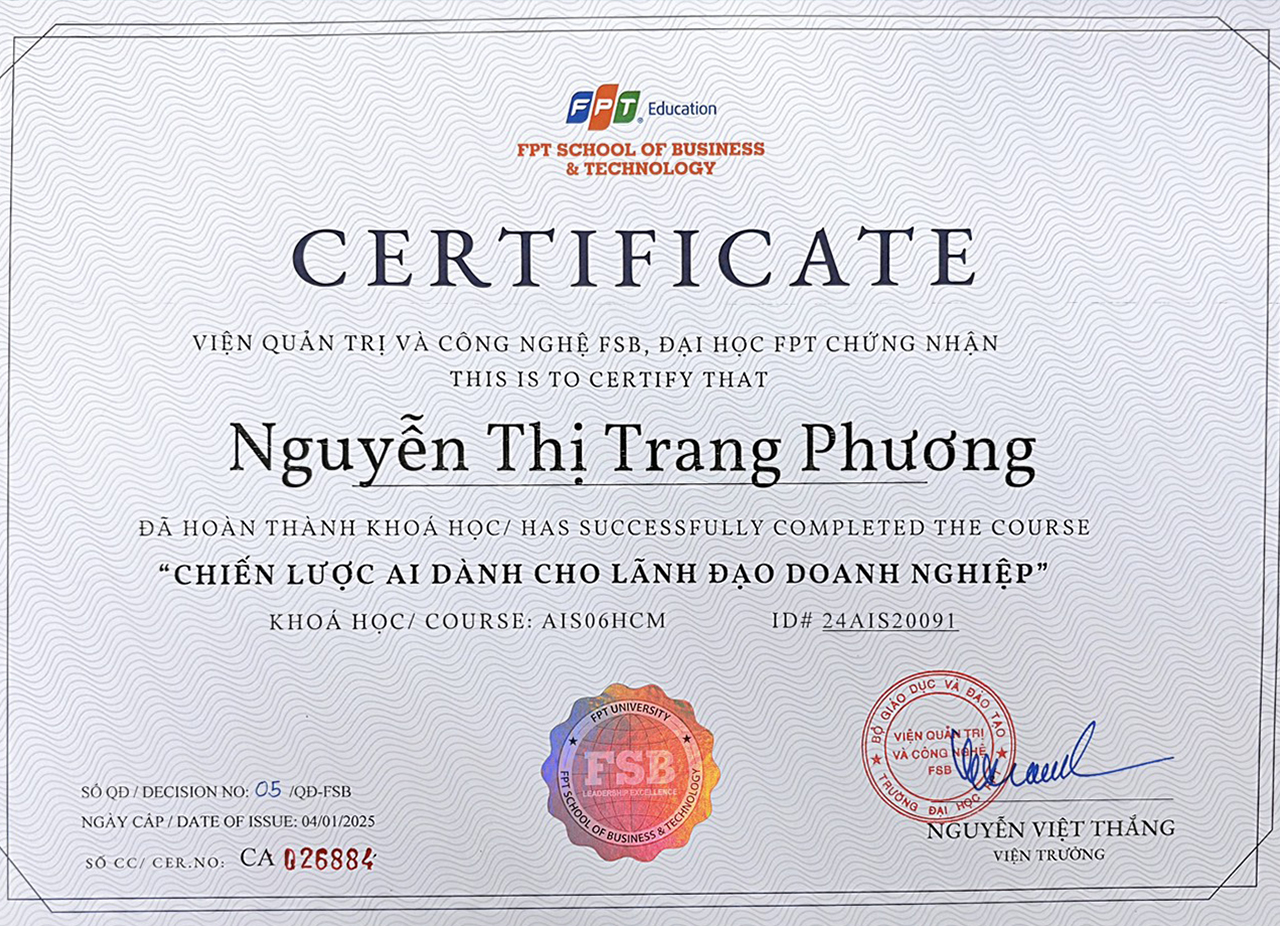 FPT Education
FPT SCHOOL OF BUSINESS
& TECHNOLOGY
CERTIFICATE
VIỆN QUẢN TRỊ VÀ CÔNG NGHỆ FSB, ĐẠI HỌC FPT CHỨNG NHẬN
THIS IS TO CERTIFY THAT
Nguyễn Thị Trang Phương
ĐÃ HOÀN THÀNH KHOÁ HỌC/ HAS SUCCESSFULLY COMPLETED THE COURSE
“CHIẾN LƯỢC AI DÀNH CHO LÃNH ĐẠO DOANH NGHIỆP”
KHOÁ HỌC/ COURSE: AIS06HCM ID# 24AIS20091
FPT UNIVERSITY
FSB
LEADERSHIP EXCELLENCE
FPT SCHOOL OF BUSINESS & TECHNOLOGY
BỘ GIÁO DỤC VÀ ĐÀO TẠO
VIỆN QUẢN TRỊ
VÀ CÔNG NGHỆ
FSB
TRƯỜNG ĐẠI HỌC
SỐ QĐ / DECISION NO: 05 /QĐ-FSB
NGÀY CẤP / DATE OF ISSUE: 04/01/2025
SỐ CC/ CER.NO: CA 026884
NGUYỄN VIỆT THẮNG
VIỆN TRƯỞNG